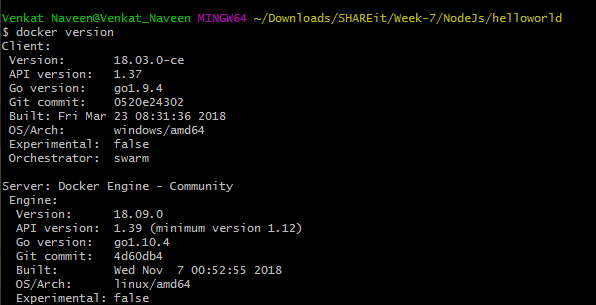 Venkat Naveen@Venkat_Naveen MINGW64 ~/Downloads/SHAREit/Week-7/NodeJs/helloworld
$ docker version
Client:
 Version:       18.03.0-ce
 API version:   1.37
 Go version:    go1.9.4
 Git commit:    0520e24302
 Built: Fri Mar 23 08:31:36 2018
 OS/Arch:       windows/amd64
 Experimental:  false
 Orchestrator:  swarm

Server: Docker Engine - Community
 Engine:
  Version:      18.09.0
  API version:  1.39 (minimum version 1.12)
  Go version:   go1.10.4
  Git commit:   4d60db4
  Built:        Wed Nov  7 00:52:55 2018
  OS/Arch:      linux/amd64
  Experimental: false